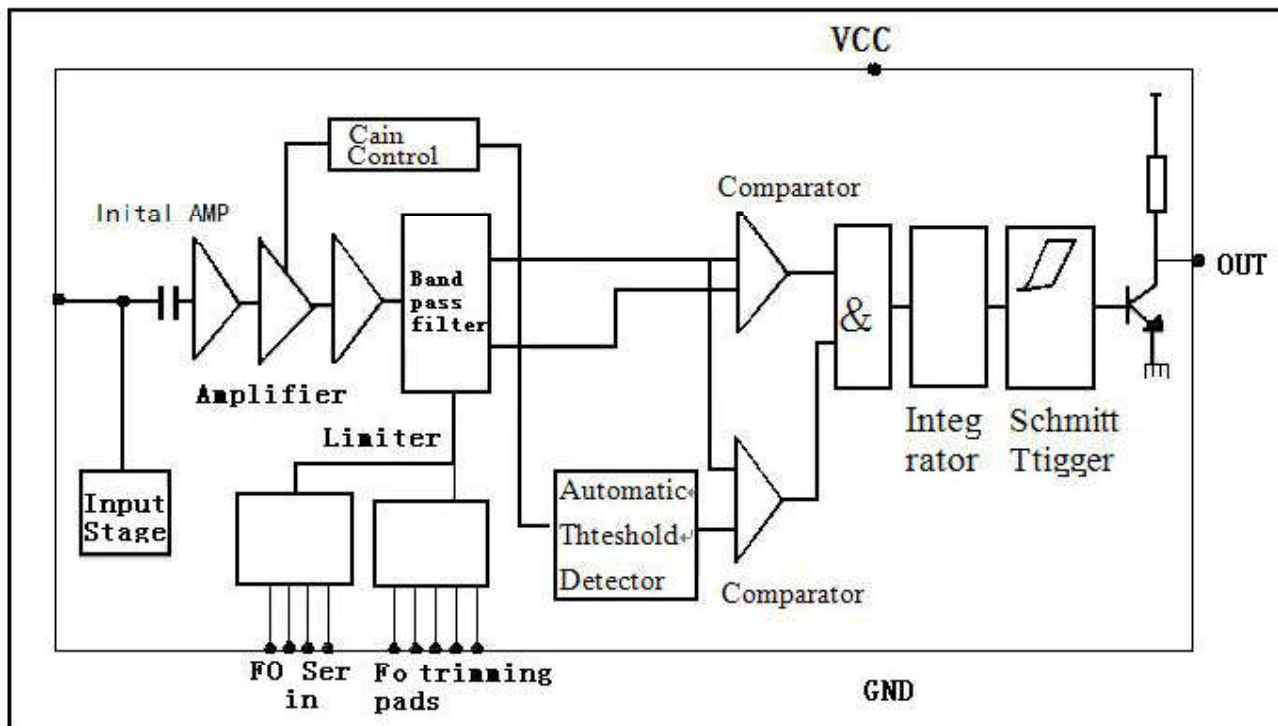 VCC
Cain
Control
Comparator
Inital AMP
OUT
Band
pass
filter
&
Amplifier
Limiter
Integ
rator
Schmitt
Ttigger
Input
Stage
Automatic
Thteshold
Detector
Comparator
FO Ser
in
Fo trimming
pads
GND